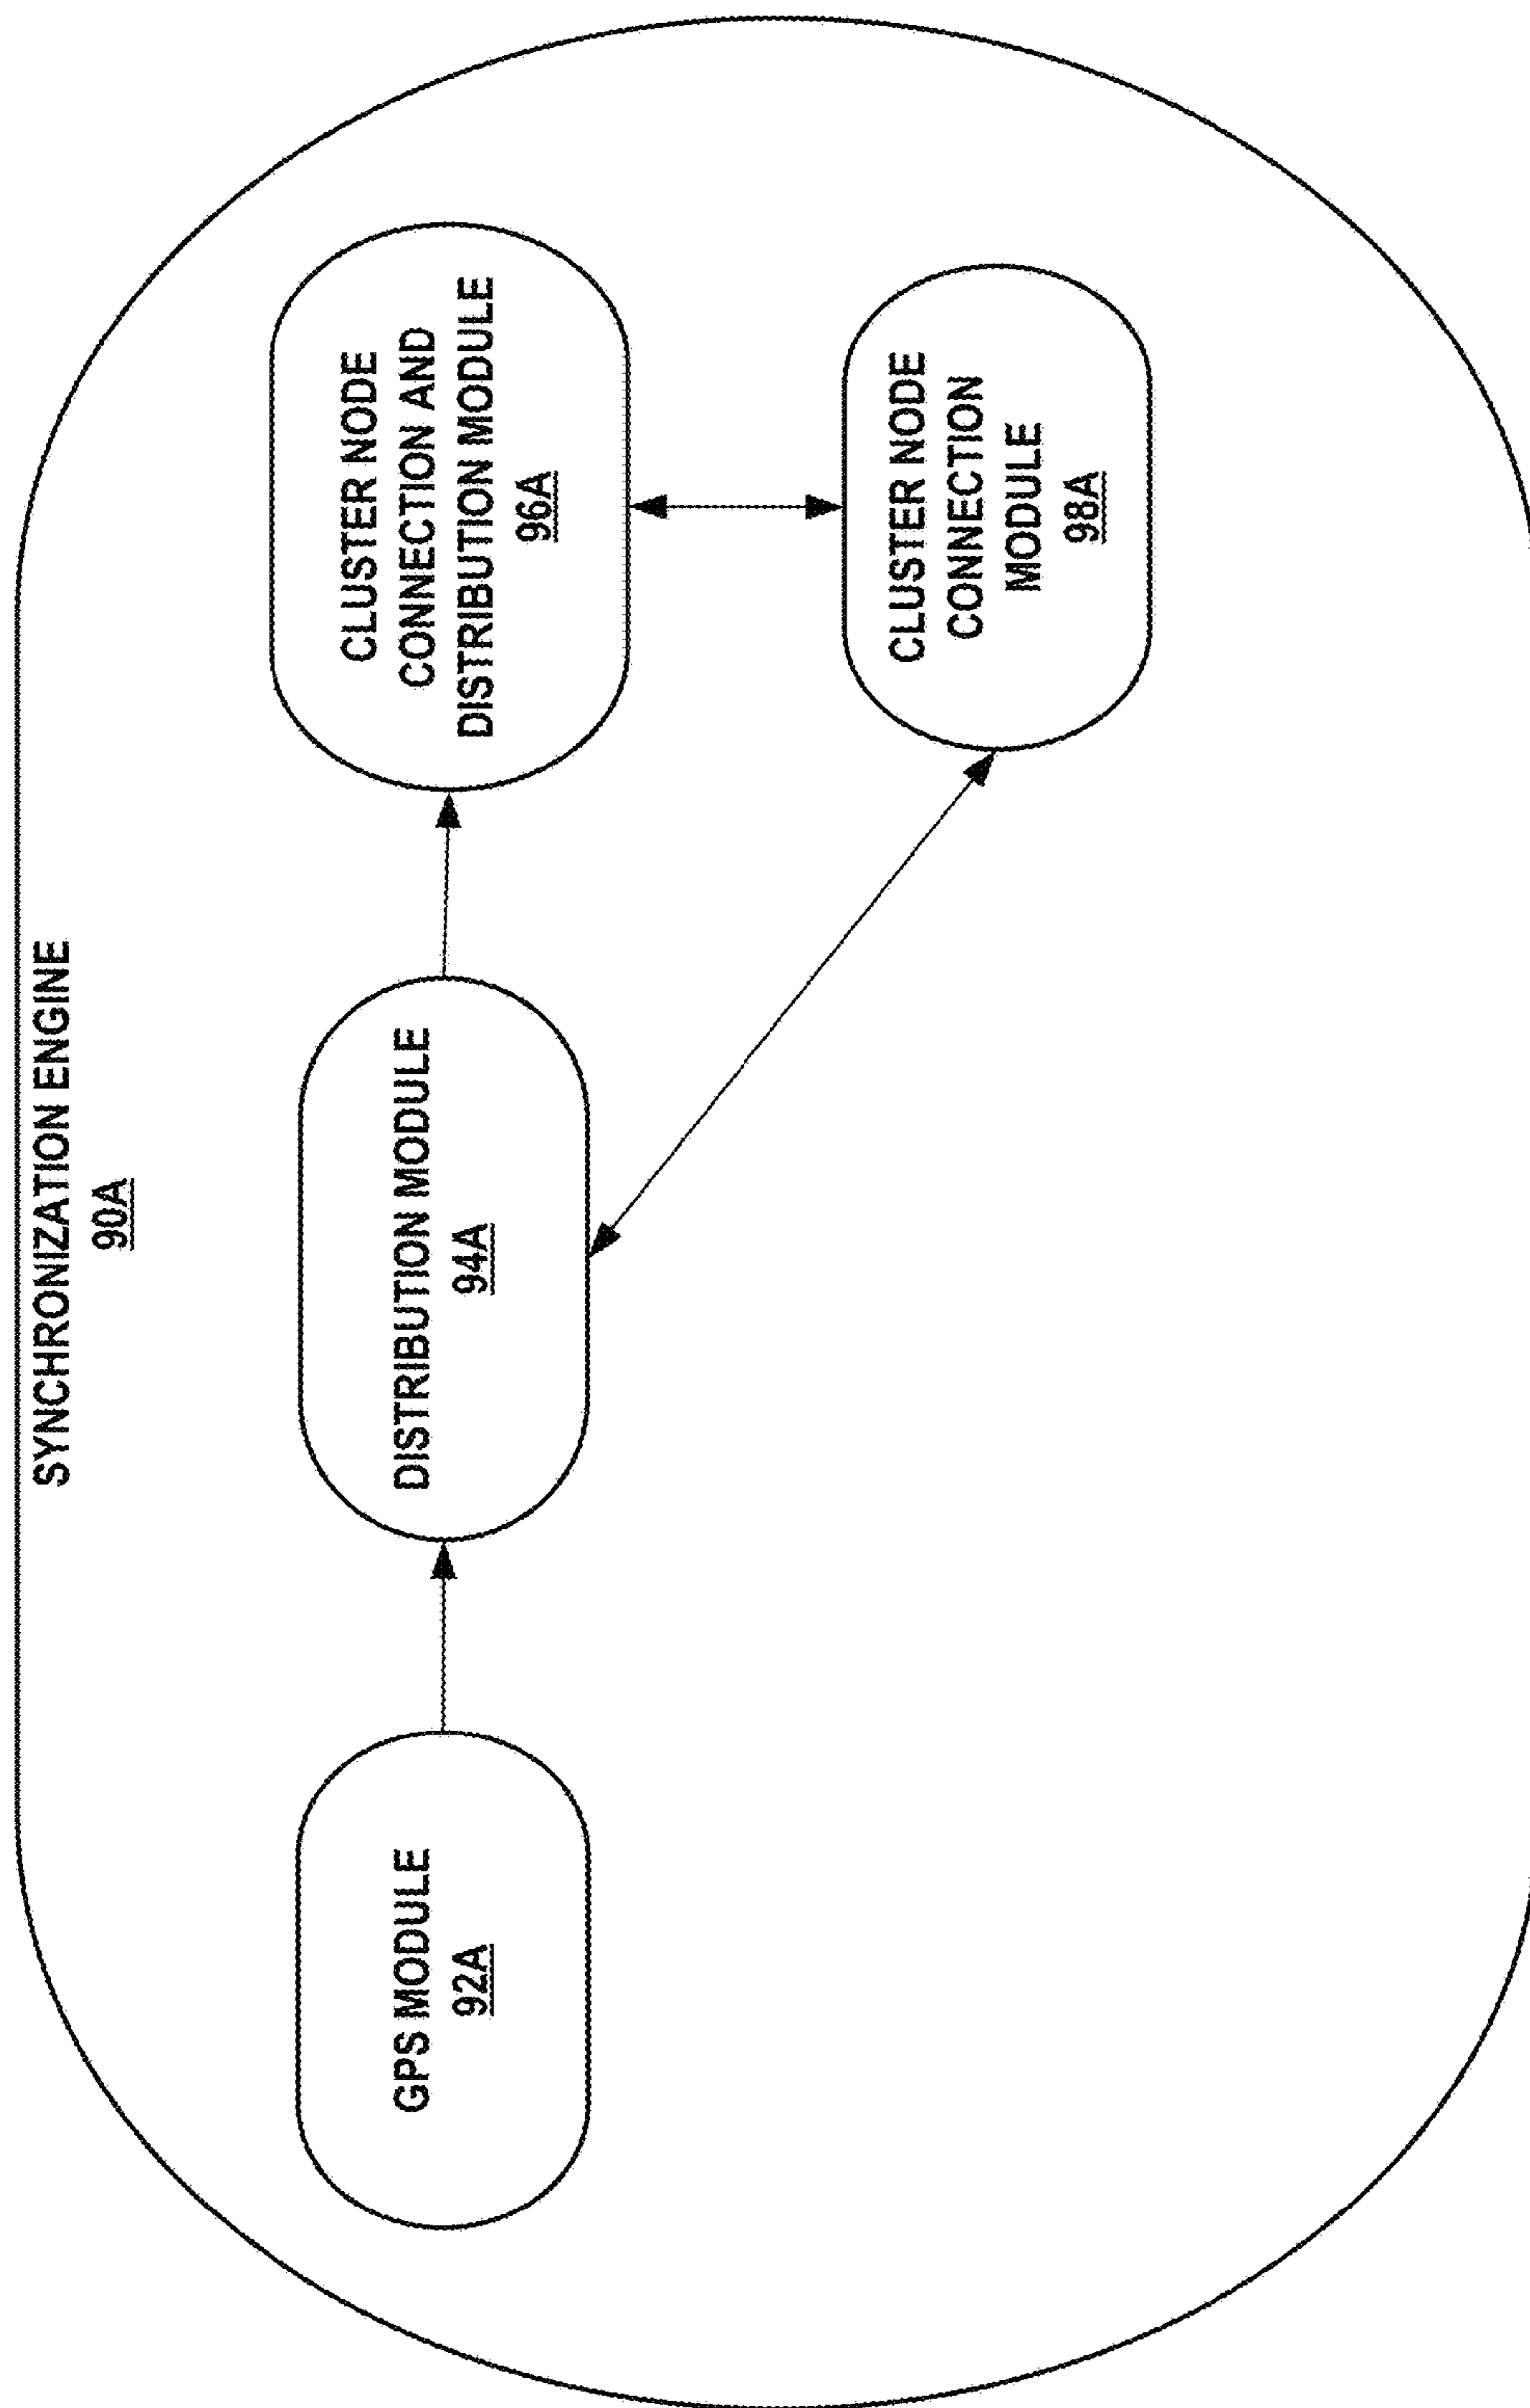 SYNCHRONIZATION ENGINE
90A
GPS MODULE
92A
DISTRIBUTION MODULE
94A
CLUSTER NODE
CONNECTION AND
DISTRIBUTION MODULE
96A
CLUSTER NODE
CONNECTION
MODULE
98A